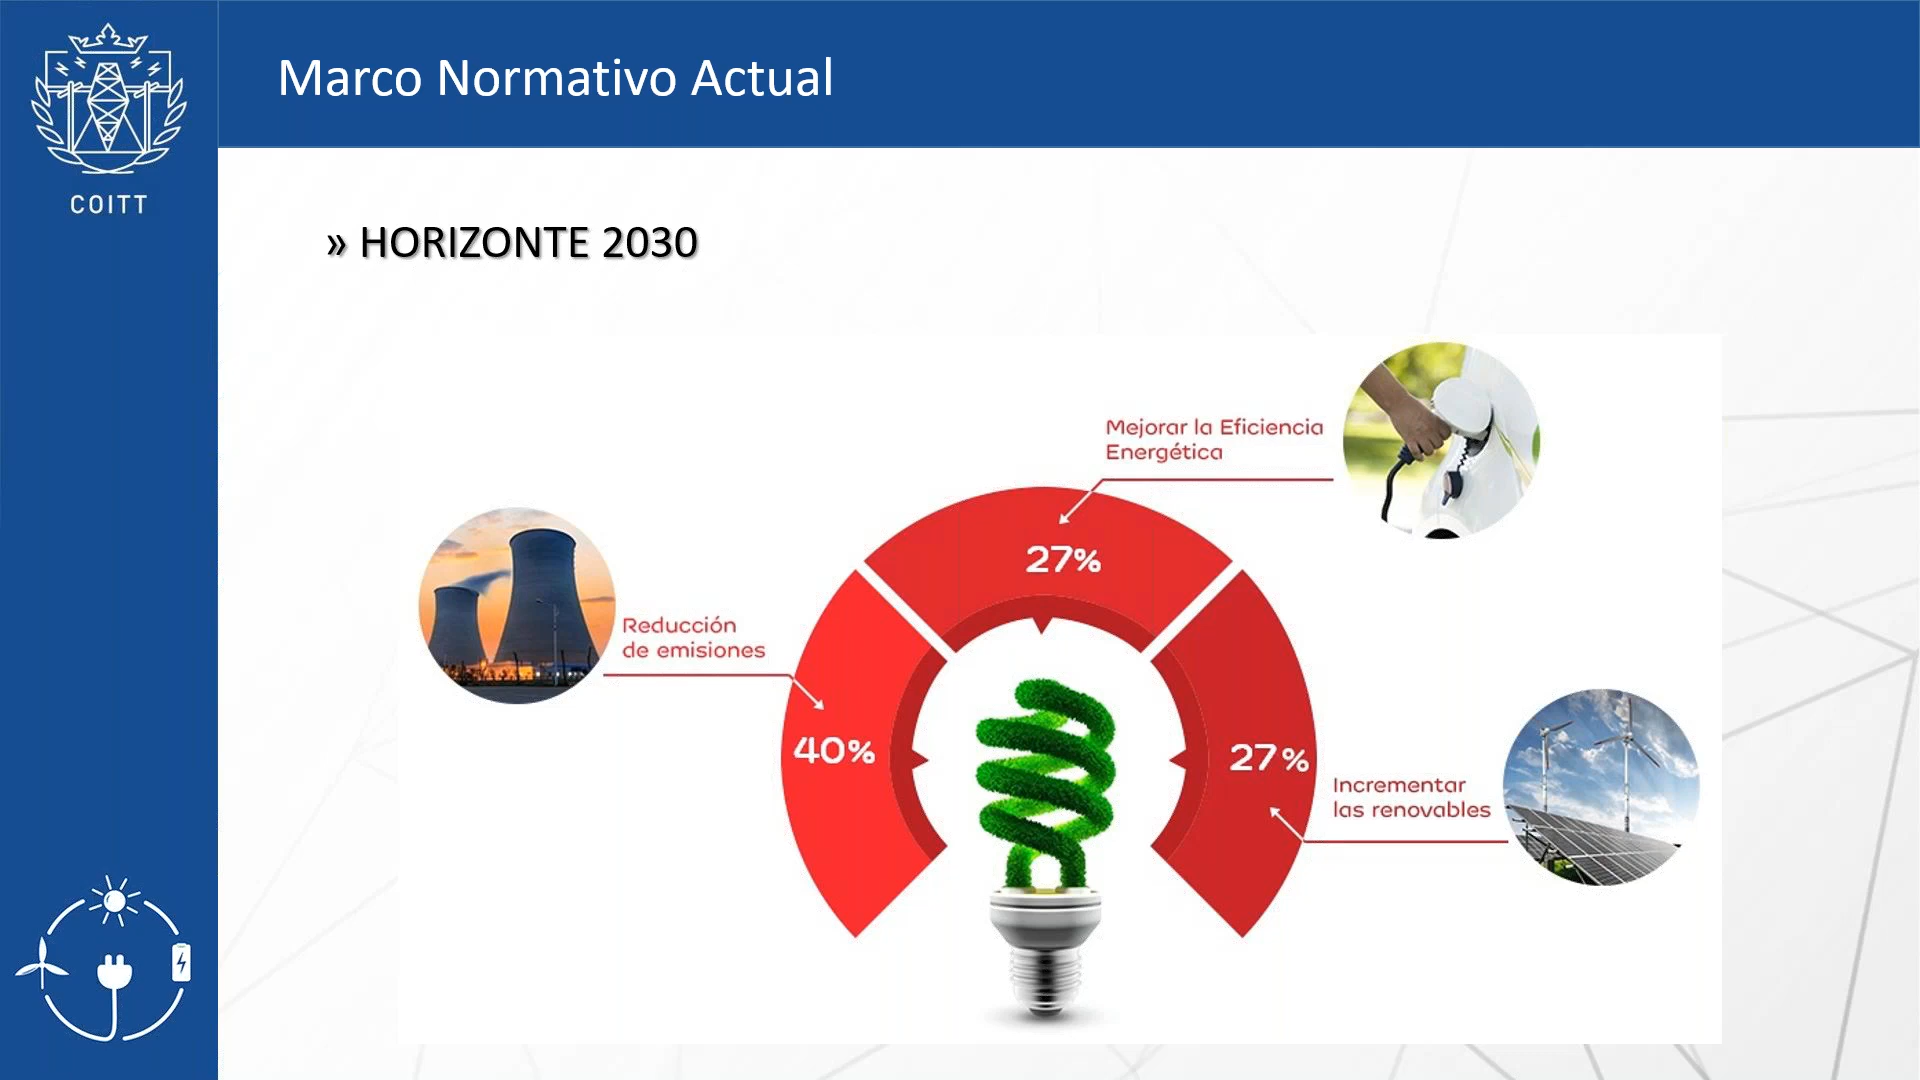 Marco Normativo Actual
COITT
» HORIZONTE 2030
Mejorar la Eficiencia
Energética
27%
Reducción
de emisiones
40%
27%
Incrementar
las renovables